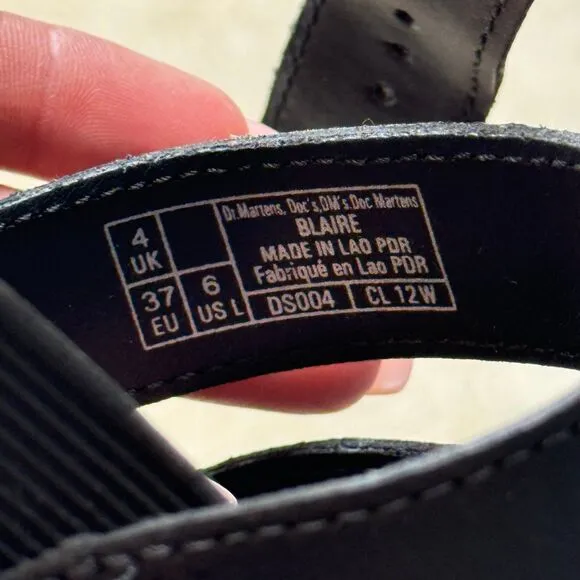 4 UK
37 EU
6 US L
Dr.Martens, Doc's,DM's.Doc Martens
BLAIRE
MADE IN LAO PDR
Fabriqué en Lao PDR
DS004
CL 12W